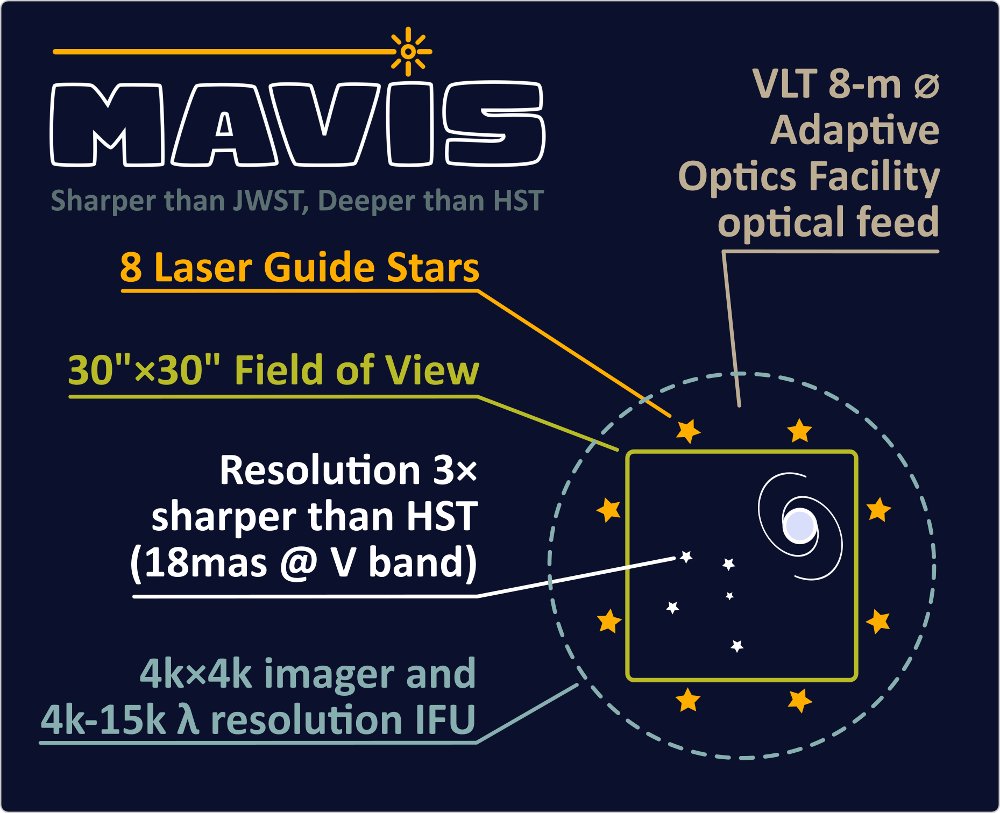 MAVIS
Sharper than JWST, Deeper than HST
VLT 8-m ⌀
Adaptive
Optics Facility
optical feed
8 Laser Guide Stars
30"×30" Field of View
Resolution 3×
sharper than HST
(18mas @ V band)
4k×4k imager and
4k-15k λ resolution IFU